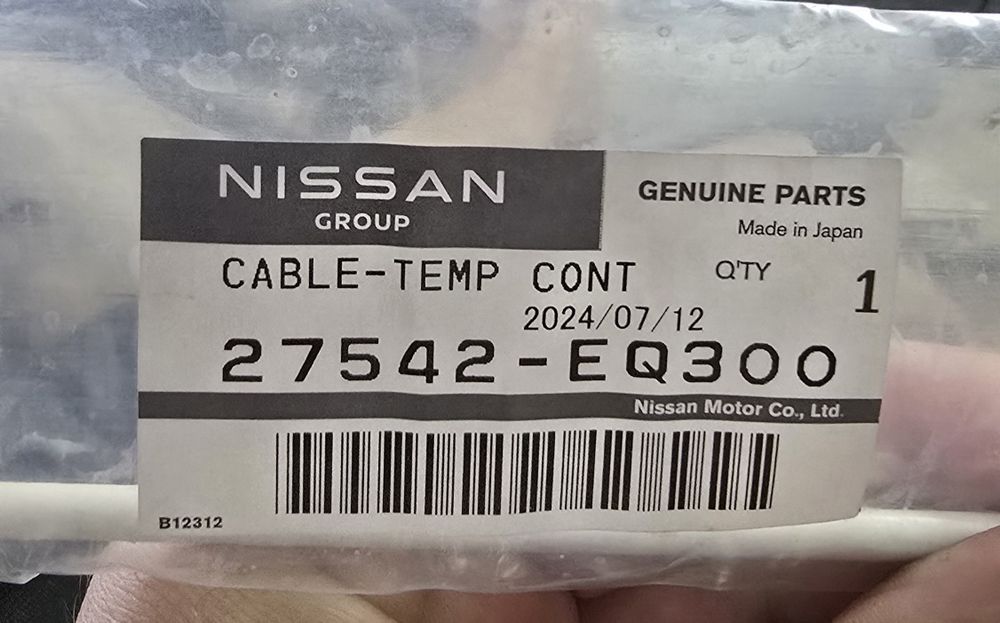 NISSAN
GROUP
GENUINE PARTS
Made in Japan
CABLE-TEMP CONT Q'TY 1
2024/07/12
27542-EQ300
Nissan Motor Co., Ltd.
B12312